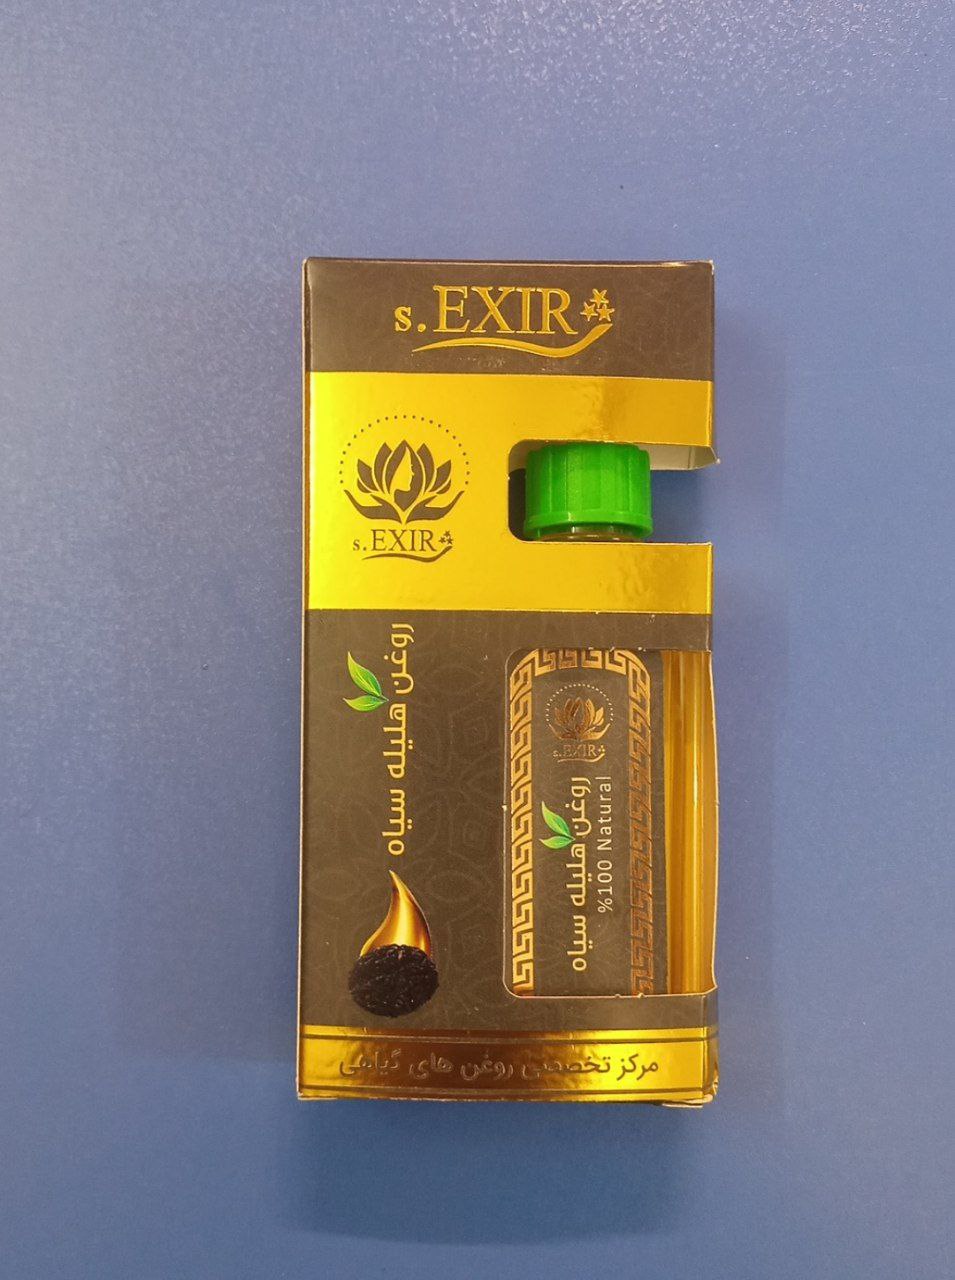 s.EXIR
s.EXIR
روغن هلیله سیاه
s.EXIR
روغن هلیله سیاه
%100 Natural
مرکز تخصصی روغن های گیاهی